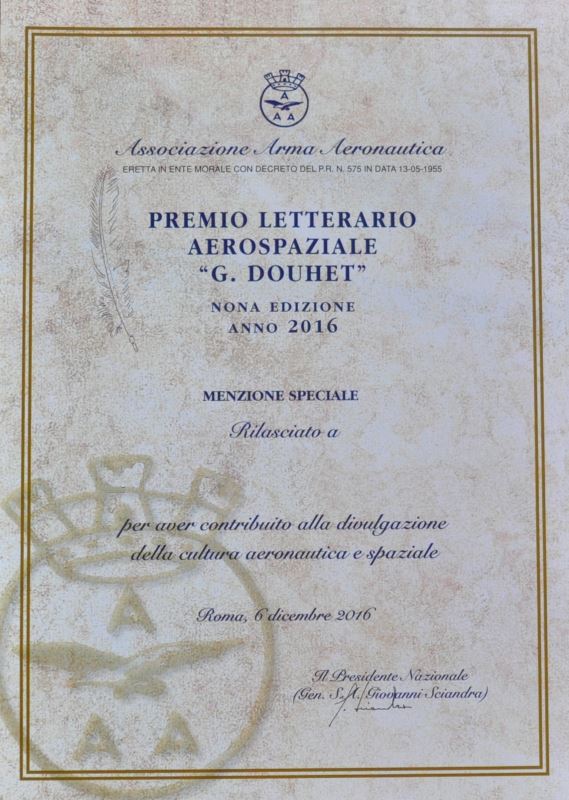 A
A A
Associazione Arma Aeronautica
ERETTA IN ENTE MORALE CON DECRETO DEL P.R. N. 575 IN DATA 13-05-1955
PREMIO LETTERARIO
AEROSPAZIALE
“G. DOUHET”
NONA EDIZIONE
ANNO 2016
MENZIONE SPECIALE
Rilasciato a
per aver contribuito alla divulgazione
della cultura aeronautica e spaziale
Roma, 6 dicembre 2016
Il Presidente Nazionale
(Gen. S.A. Giovanni Sciandra)
G. Sciandra
A
A A